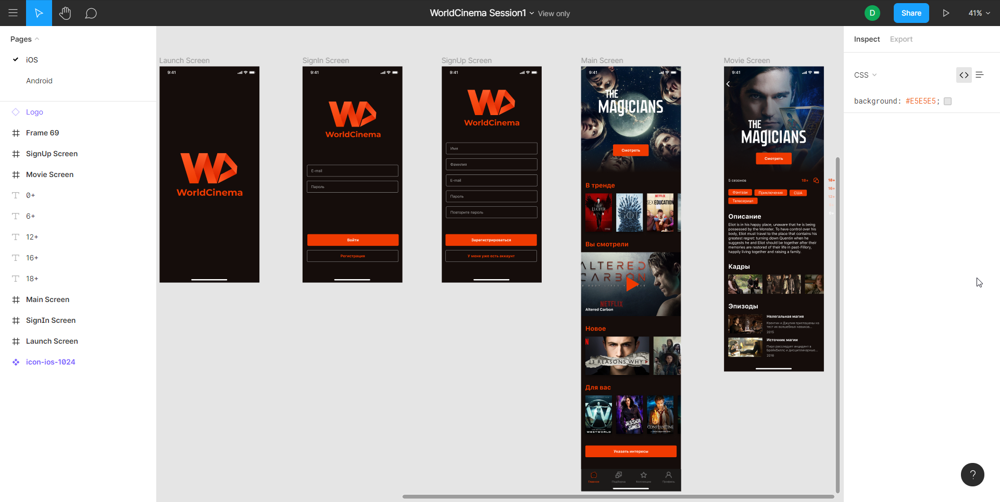 WorldCinema Session1
View only
D
Share
41%
Pages
iOS
Android
Logo
Frame 69
SignUp Screen
Movie Screen
0+
6+
12+
16+
18+
Main Screen
SignIn Screen
Launch Screen
icon-ios-1024
Launch Screen
9:41
WorldCinema
SignIn Screen
9:41
WorldCinema
E-mail
Пароль
Войти
Регистрация
SignUp Screen
9:41
WorldCinema
Имя
Фамилия
E-mail
Пароль
Повторите пароль
Зарегистрироваться
У меня уже есть аккаунт
Main Screen
9:41
THE
MAGICIANS
Смотреть
В тренде
LUCIFER
GOT
NETFLIX
SEX EDUCATION
Вы смотрели
ALTERED
CARBON
NETFLIX
Altered Carbon
Новое
N
13 REASONS WHY
Для вас
WESTWORLD
JESSICA
JONES
CONSTANTINE
Указать интересы
Главное
Подборка
Коллекции
Профиль
Movie Screen
9:41
THE
MAGICIANS
Смотреть
5 сезонов
18+
Фэнтэзи
Приключения
США
Телесериал
Описание
Eliot is in his happy place, unaware that he is being
possessed by the Monster. To have control over his
body, Eliot must travel to the place that contains his
greatest regret: turning down Quentin when he
suggests he and Eliot should be together after their
memories are restored of their life in past-Fillory,
happily living together and raising a family.
Кадры
Эпизоды
Нелегальная магия
Квентин и Джулия приглашены на
тест их волшебных навыков...
2015
Источник магии
Пирл расследует инцидент в
Брейкбиллс и дисциплинарные...
2016
18+
16+
12+
0+
Inspect
Export
CSS
background: #E5E5E5;
?